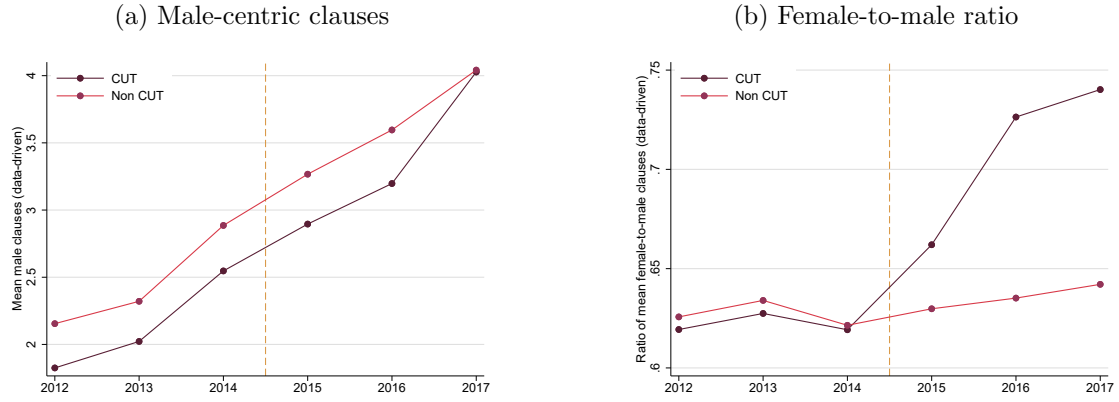 (a) Male-centric clauses
Mean male clauses (data-driven)
4
3.5
3
2.5
2
CUT
Non CUT
2012 2013 2014 2015 2016 2017
(b) Female-to-male ratio
Ratio of mean female-to-male clauses (data-driven)
.75
.7
.65
.6
CUT
Non CUT
2012 2013 2014 2015 2016 2017